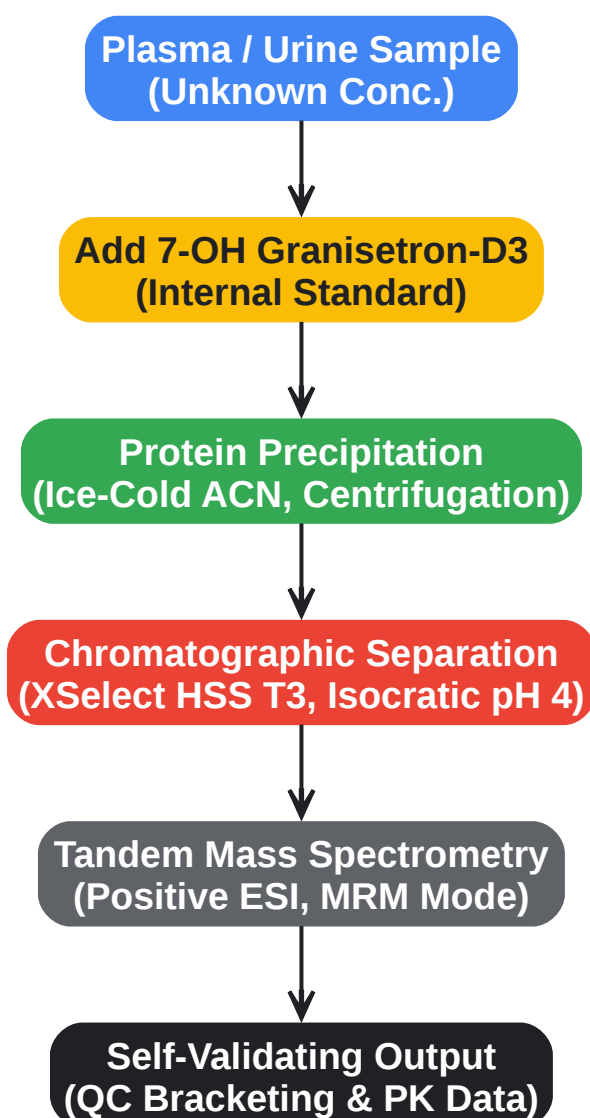 Plasma / Urine Sample
(Unknown Conc.)
Add 7-OH Granisetron-D3
(Internal Standard)
Protein Precipitation
(Ice-Cold ACN, Centrifugation)
Chromatographic Separation
(XSelect HSS T3, Isocratic pH 4)
Tandem Mass Spectrometry
(Positive ESI, MRM Mode)
Self-Validating Output
(QC Bracketing & PK Data)